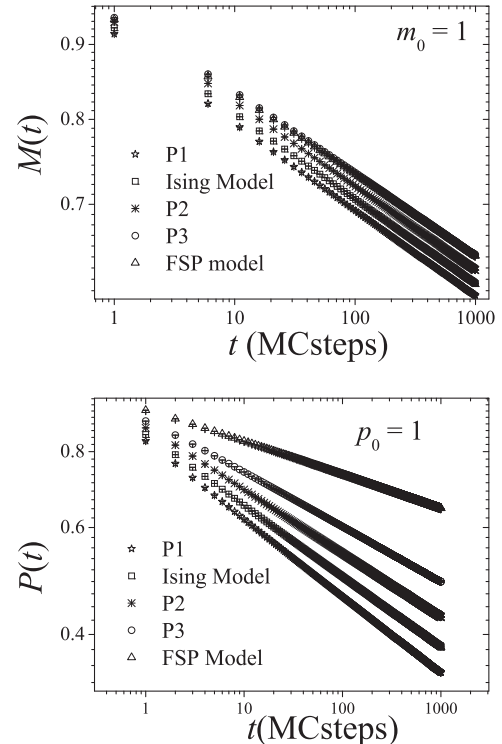 m₀ = 1
0.9
0.8
0.7
M(t)
P1
Ising Model
P2
P3
FSP model
1 10 100 1000
t (MCsteps)
p₀ = 1
0.8
0.6
0.4
P(t)
P1
Ising Model
P2
P3
FSP Model
1 10 100 1000
t(MCsteps)